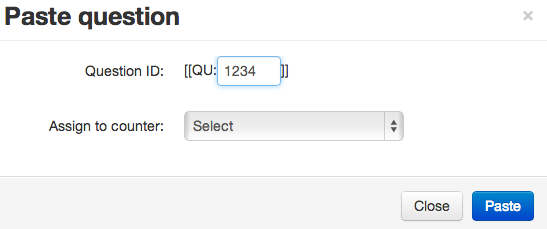 Paste question ×
Question ID: [[QU: 1234 ]]
Assign to counter: Select
Close Paste